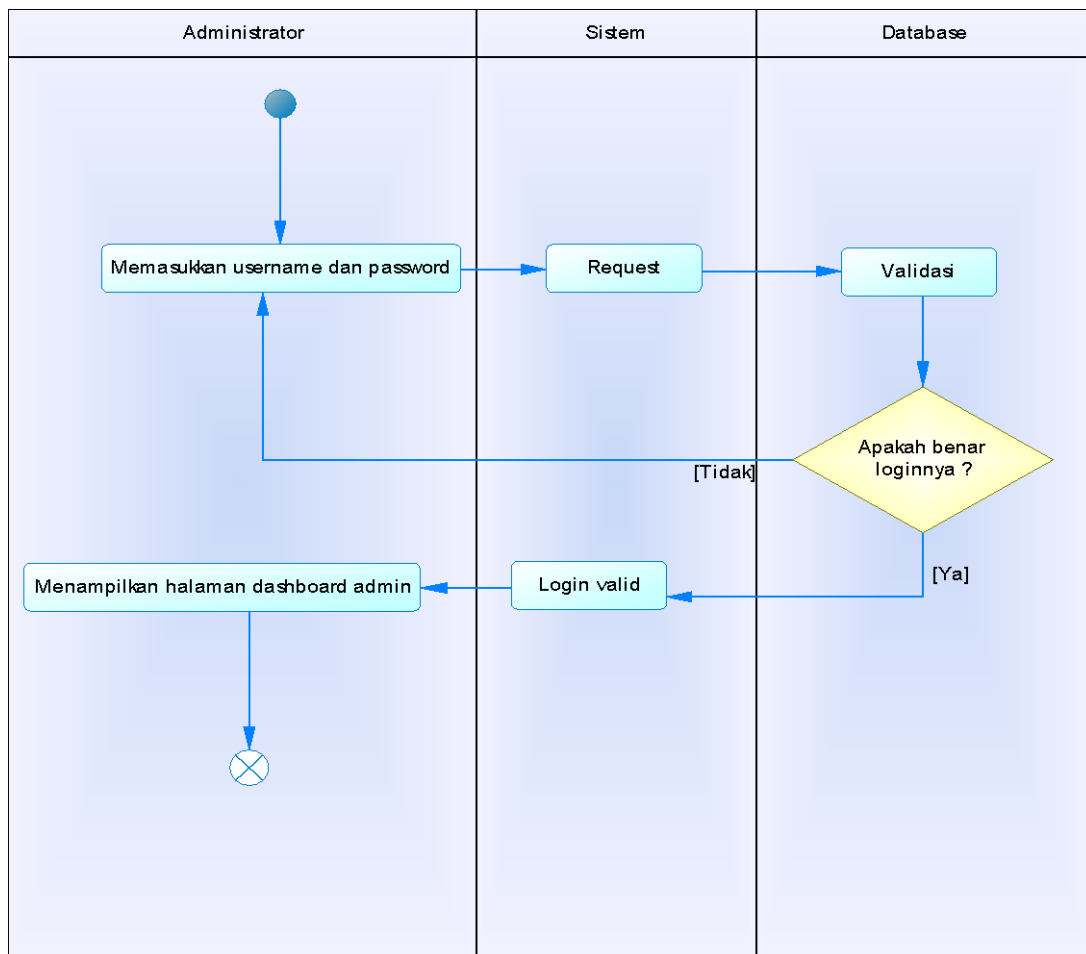 Administrator
Sistem
Database
Memasukkan username dan password
Request
Validasi
Apakah benar
loginnya ?
[Tidak]
[Ya]
Menampilkan halaman dashboard admin
Login valid